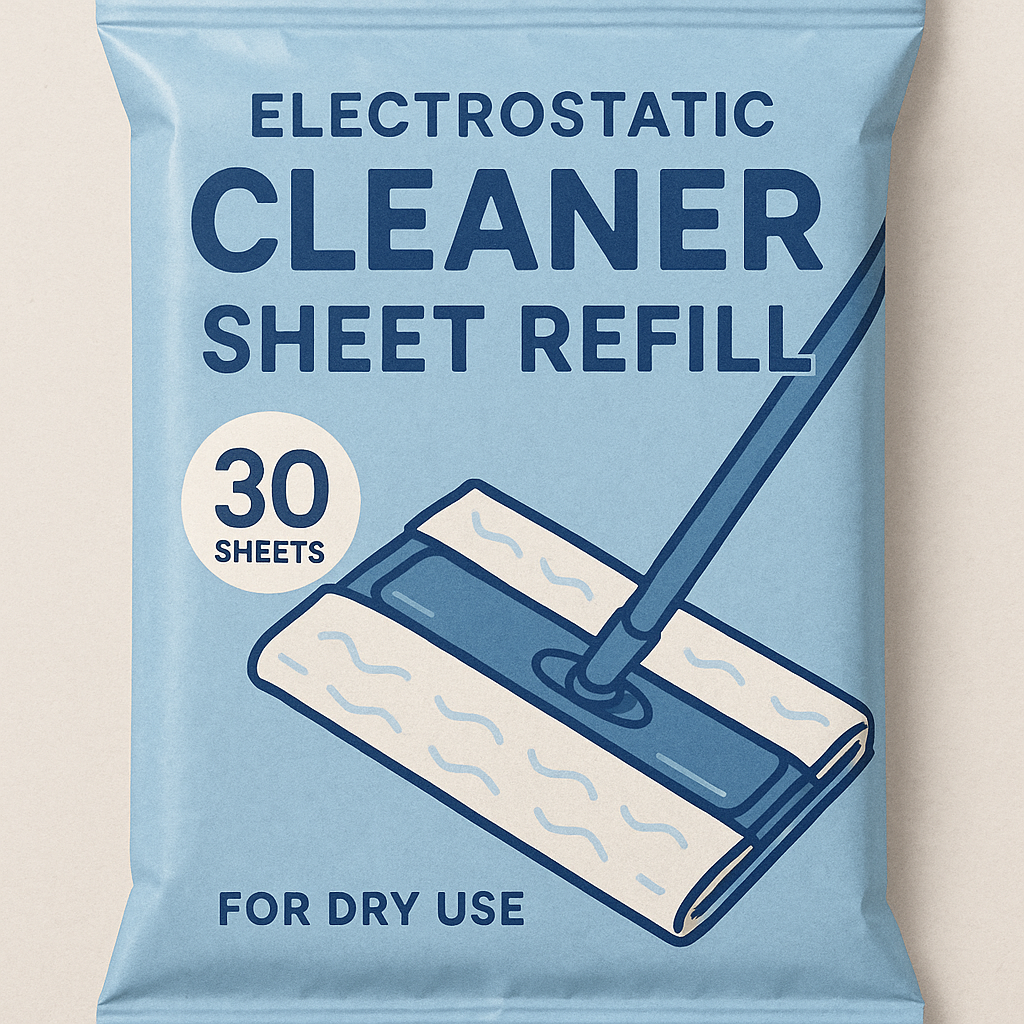 ELECTROSTATIC
CLEANER
SHEET REFILL
30
SHEETS
FOR DRY USE